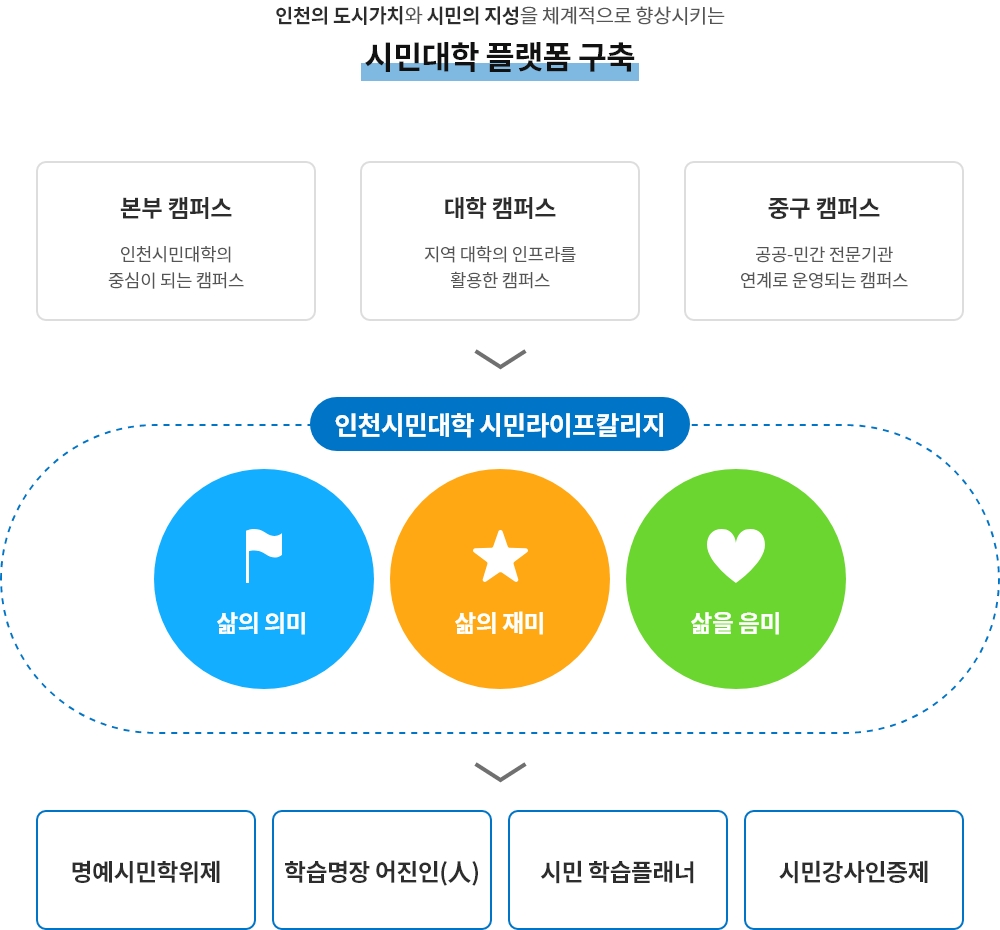 인천의 도시가치와 시민의 지성을 체계적으로 향상시키는
시민대학 플랫폼 구축
본부 캠퍼스
인천시민대학의
중심이 되는 캠퍼스
대학 캠퍼스
지역 대학의 인프라를
활용한 캠퍼스
중구 캠퍼스
공공-민간 전문기관
연계로 운영되는 캠퍼스
인천시민대학 시민라이프칼리지
삶의 의미
삶의 재미
삶을 음미
명예시민학위제
학습명장 어진인(人)
시민 학습플래너
시민강사인증제